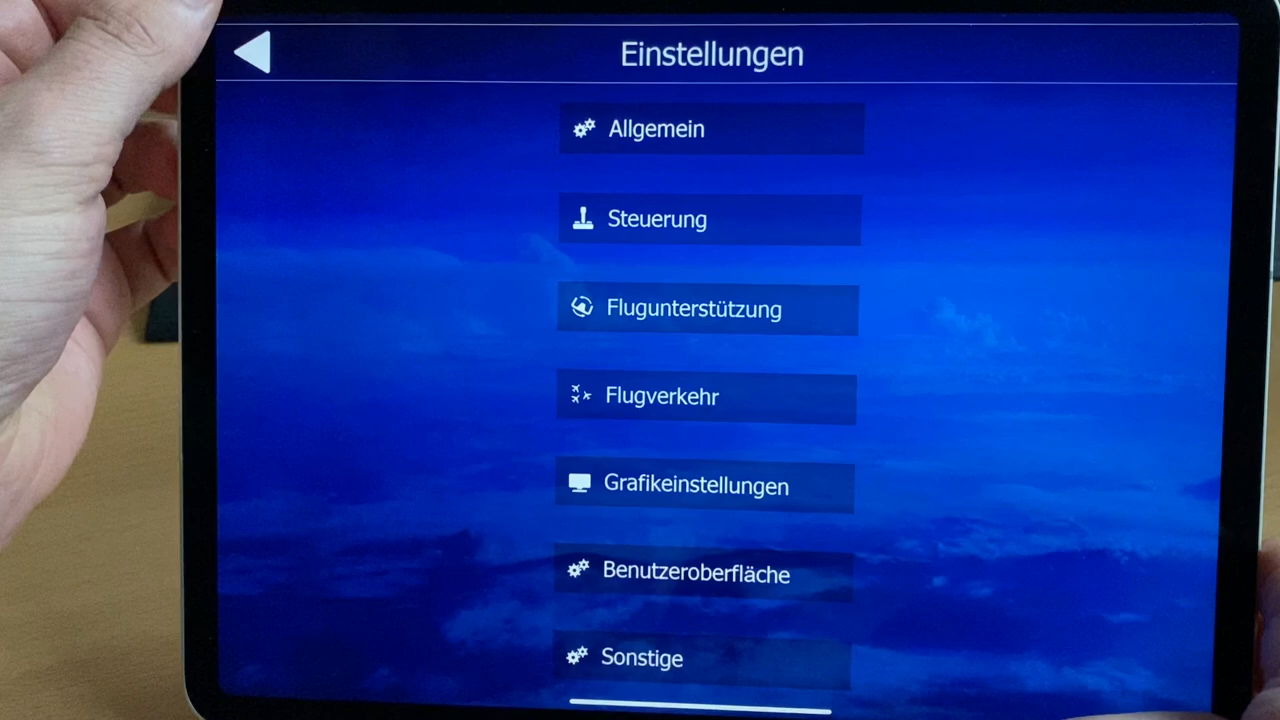 Einstellungen
Allgemein
Steuerung
Flugunterstützung
Flugverkehr
Grafikeinstellungen
Benutzeroberfläche
Sonstige